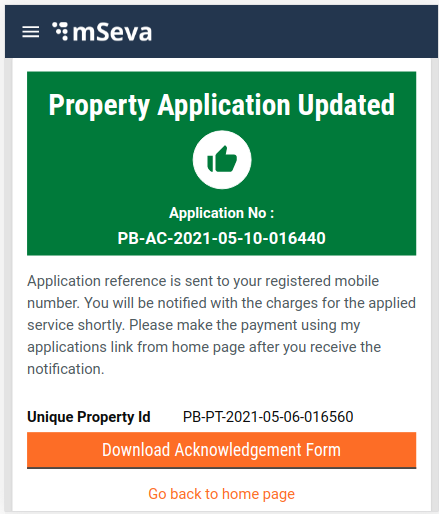 mSeva
Property Application Updated
Application No :
PB-AC-2021-05-10-016440
Application reference is sent to your registered mobile
number. You will be notified with the charges for the applied
service shortly. Please make the payment using my
applications link from home page after you receive the
notification.
Unique Property Id PB-PT-2021-05-06-016560
Download Acknowledgement Form
Go back to home page